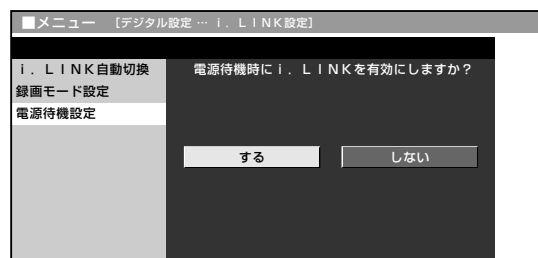 ■メニュー [デジタル設定 … ｉ．ＬＩＮＫ設定]
ｉ．ＬＩＮＫ自動切換
録画モード設定
電源待機設定
電源待機時にｉ．ＬＩＮＫを有効にしますか？
する
しない